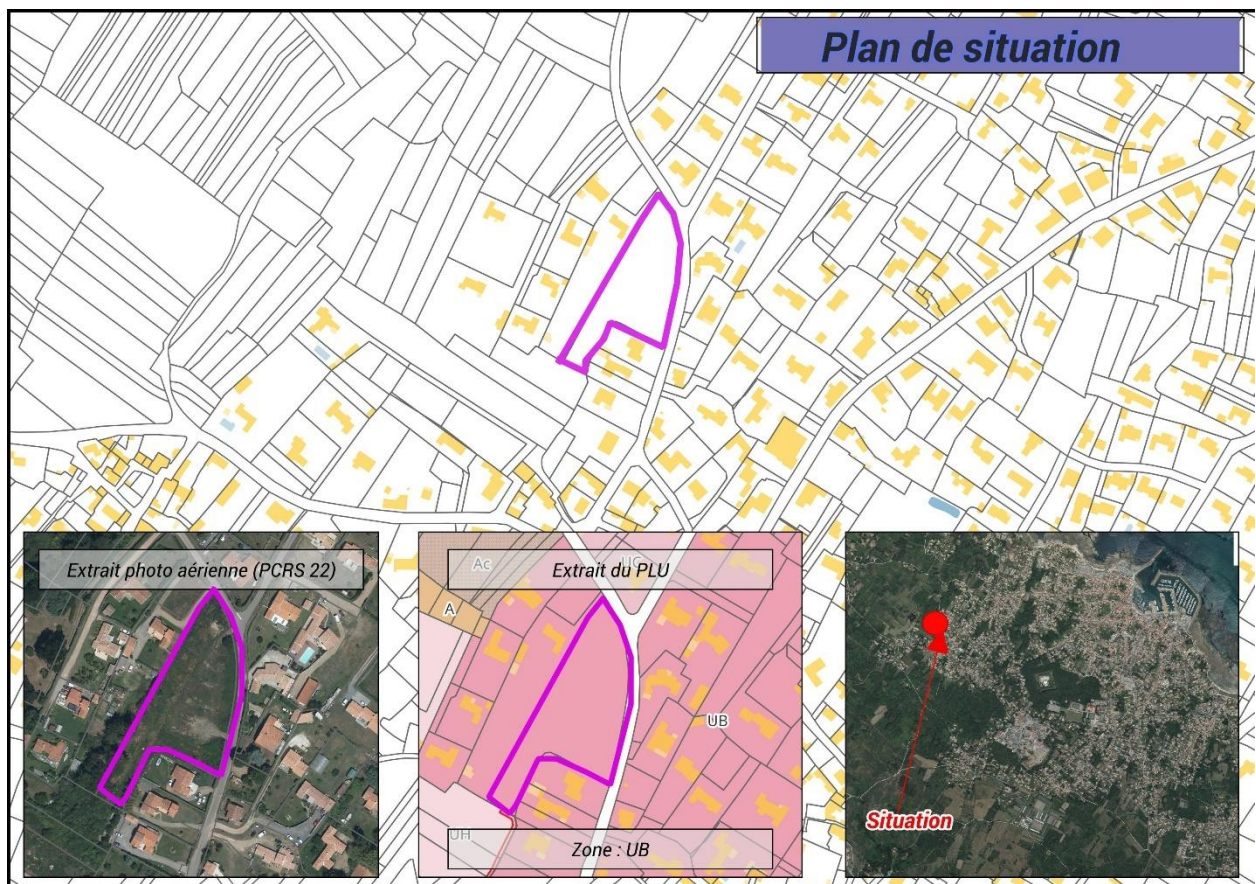 Plan de situation
Extrait photo aérienne (PCRS 22)
Extrait du PLU
Ac
UC
A
UB
UH
Zone : UB
Situation